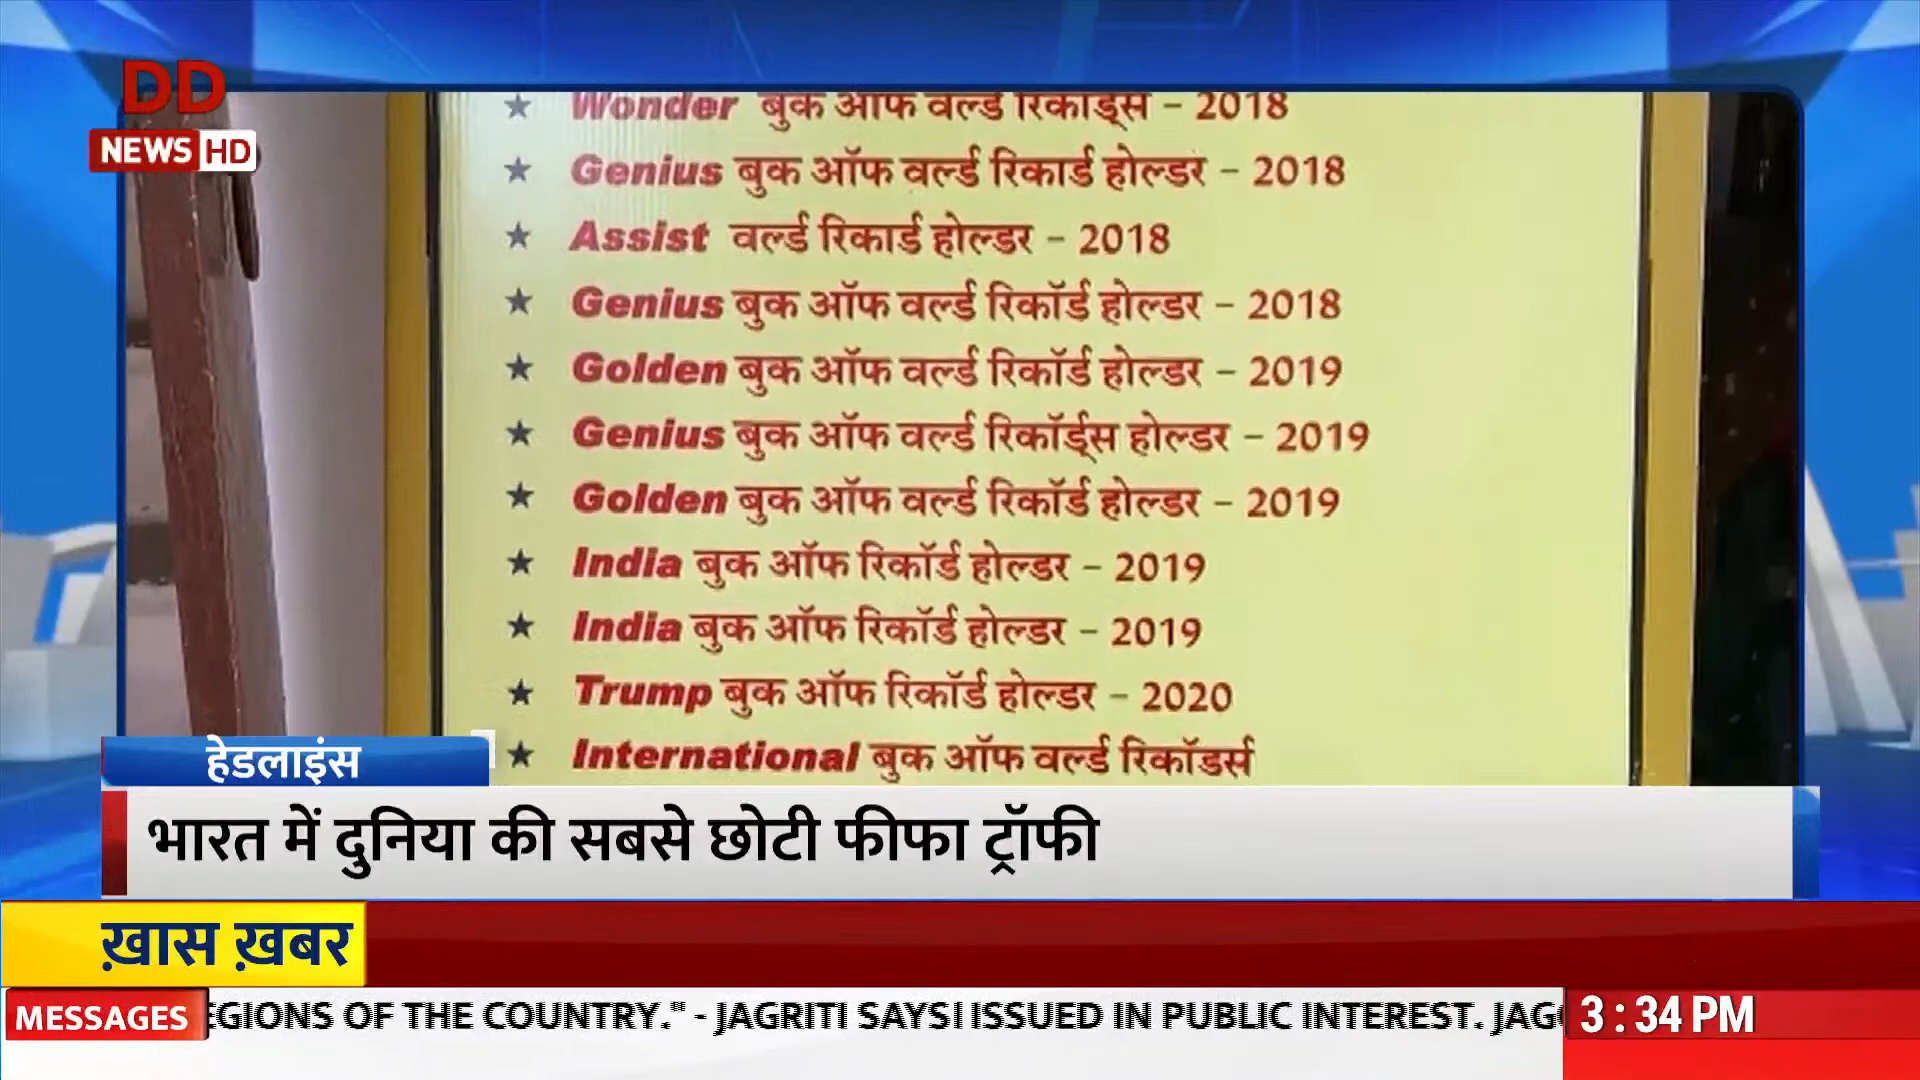 DD
NEWS HD
★ Wonder बुक ऑफ वर्ल्ड रिकॉर्ड्स – 2018
★ Genius बुक ऑफ वर्ल्ड रिकार्ड होल्डर – 2018
★ Assist वर्ल्ड रिकार्ड होल्डर – 2018
★ Genius बुक ऑफ वर्ल्ड रिकॉर्ड होल्डर – 2018
★ Golden बुक ऑफ वर्ल्ड रिकॉर्ड होल्डर – 2019
★ Genius बुक ऑफ वर्ल्ड रिकॉर्ड्स होल्डर – 2019
★ Golden बुक ऑफ वर्ल्ड रिकॉर्ड होल्डर – 2019
★ India बुक ऑफ रिकॉर्ड होल्डर – 2019
★ India बुक ऑफ रिकॉर्ड होल्डर – 2019
★ Trump बुक ऑफ रिकॉर्ड होल्डर – 2020
★ International बुक ऑफ वर्ल्ड रिकॉडर्स
हेडलाइंस
भारत में दुनिया की सबसे छोटी फीफा ट्रॉफी
ख़ास ख़बर
MESSAGES EGIONS OF THE COUNTRY." - JAGRITI SAYS| ISSUED IN PUBLIC INTEREST. JAGO 3:34 PM